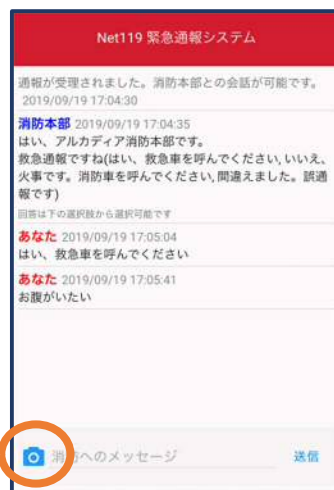 Net119 緊急通報システム
通報が受理されました。消防本部との会話が可能です。
2019/09/19 17:04:30
消防本部 2019/09/19 17:04:35
はい、アルカディア消防本部です。
救急通報ですね(はい、救急車を呼んでください,いいえ、
火事です。消防車を呼んでください,間違えました。誤通
報です)
回答は下の選択肢から選択可能です
あなた 2019/09/19 17:05:04
はい、救急車を呼んでください
あなた 2019/09/19 17:05:41
お腹がいたい
消防へのメッセージ 送信